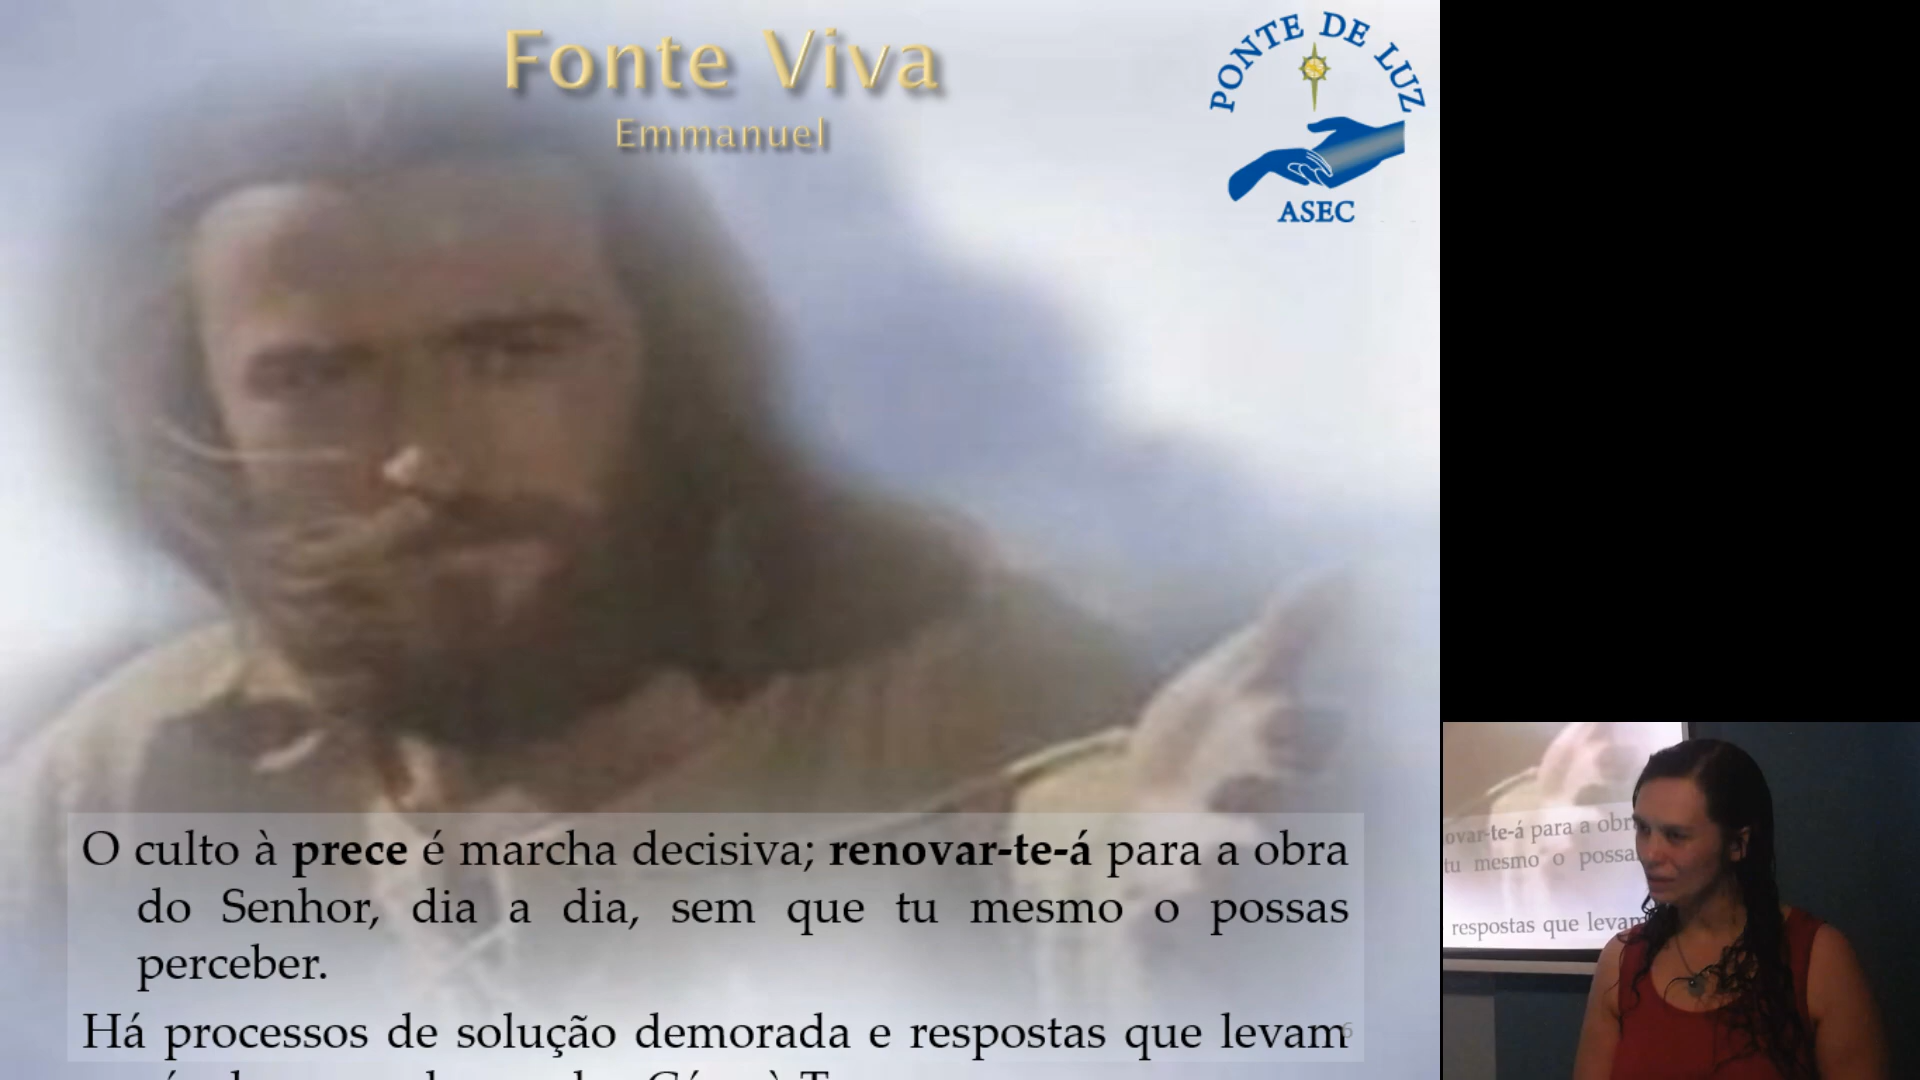 Fonte Viva
Emmanuel
PONTE DE LUZ
ASEC
O culto à prece é marcha decisiva; renovar-te-á para a obra
do Senhor, dia a dia, sem que tu mesmo o possas
perceber.
Há processos de solução demorada e respostas que levam
6
ovar-te-á para a obr
tu mesmo o possa
respostas que levam